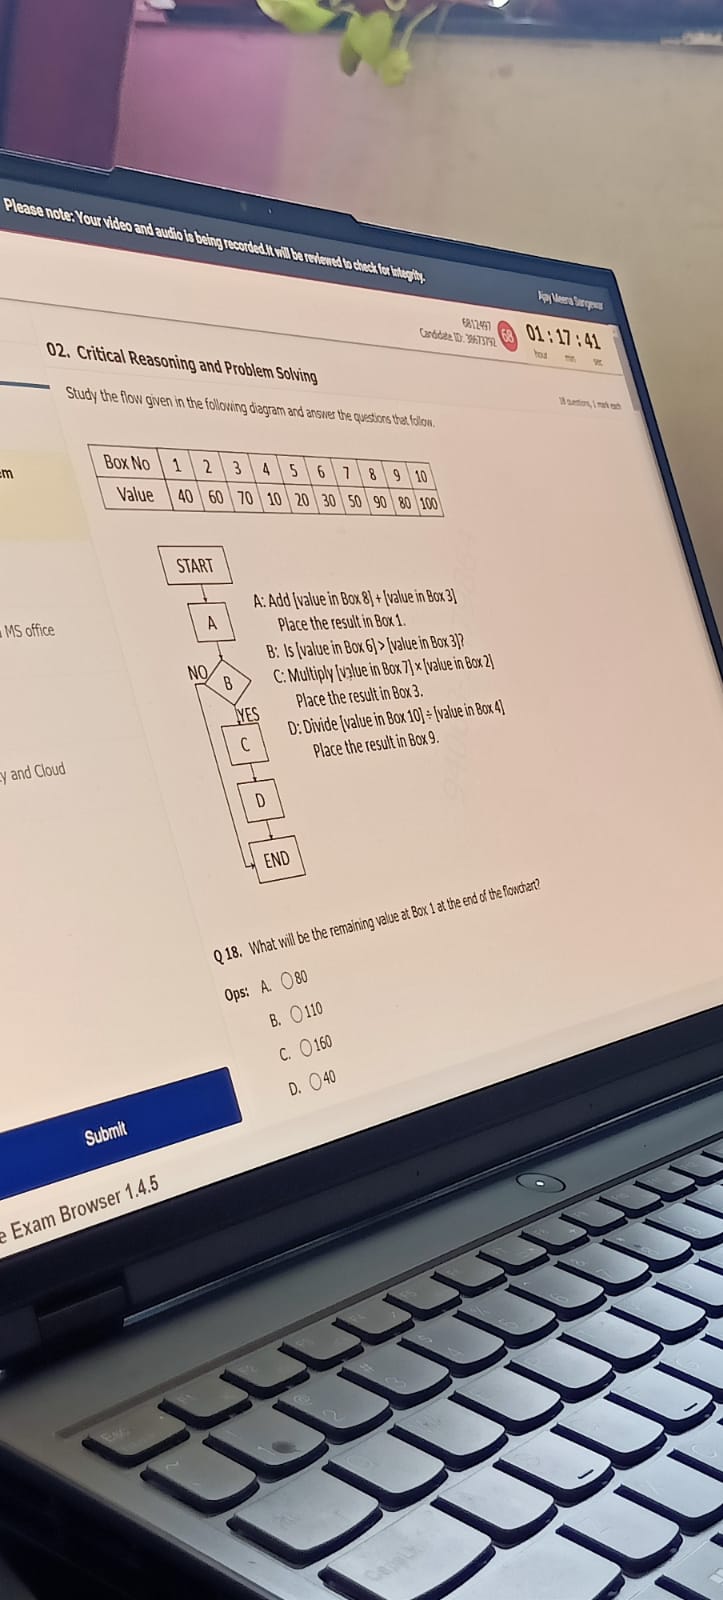 Please note: Your video and audio is being recorded.It will be reviewed to check for integrity.
Ajay Meena Sangewar
6812497
Candidate ID: 38673792
68
01 : 17 : 41
hour min sec
02. Critical Reasoning and Problem Solving
18 questions, 1 mark each
Study the flow given in the following diagram and answer the questions that follow.
Box No 1 2 3 4 5 6 7 8 9 10
Value 40 60 70 10 20 30 50 90 80 100
em
MS office
y and Cloud
START
A
NO
B
YES
C
D
END
A: Add [value in Box 8] + [value in Box 3]
Place the result in Box 1.
B: Is [value in Box 6] > [value in Box 3]?
C: Multiply [value in Box 7] × [value in Box 2]
Place the result in Box 3.
D: Divide [value in Box 10] ÷ [value in Box 4]
Place the result in Box 9.
Q 18. What will be the remaining value at Box 1 at the end of the flowchart?
Ops: A. 80
B. 110
C. 160
D. 40
Submit
e Exam Browser 1.4.5